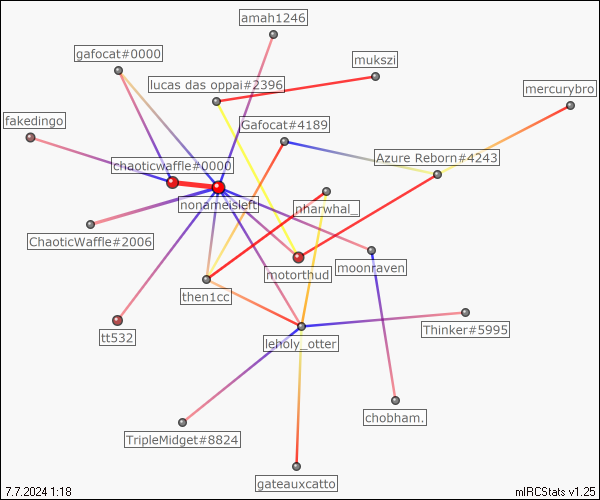 amah1246
gafocat#0000
mukszi
lucas das oppai#2396
mercurybro
fakedingo
Gafocat#4189
Azure Reborn#4243
chaoticwaffle#0000
nonameisleft
nharwhal_
ChaoticWaffle#2006
motorthud
moonraven
then1cc
Thinker#5995
tt532
leholy_otter
chobham.
TripleMidget#8824
gateauxcatto
7.7.2024 1:18
mIRCStats v1.25